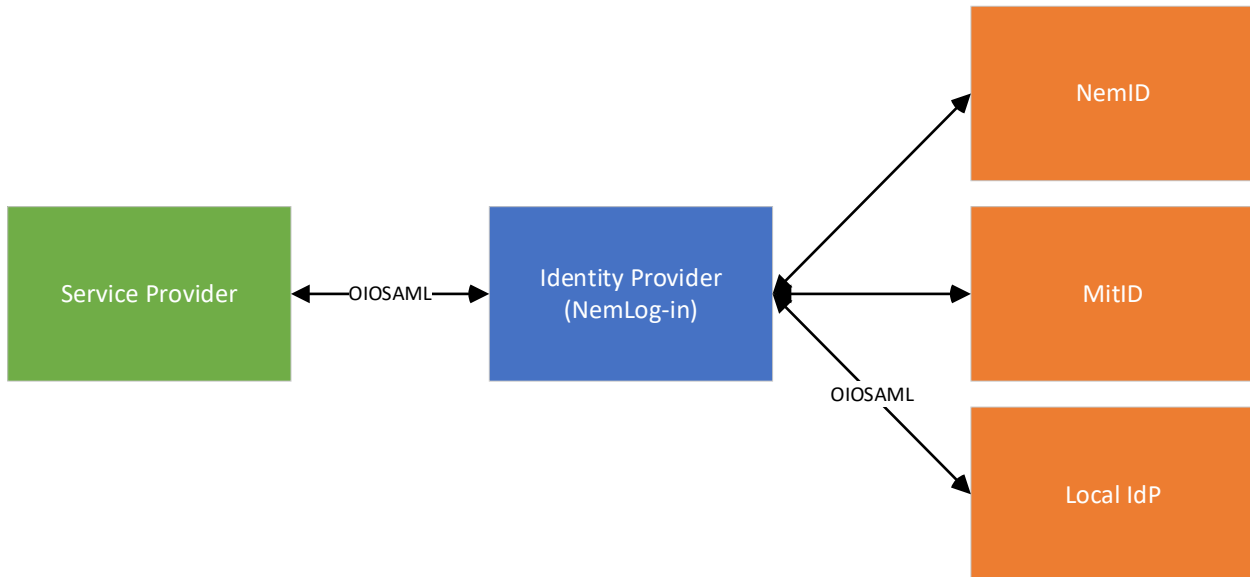 NemID
Service Provider
OIOSAML
Identity Provider
(NemLog-in)
MitID
OIOSAML
Local IdP